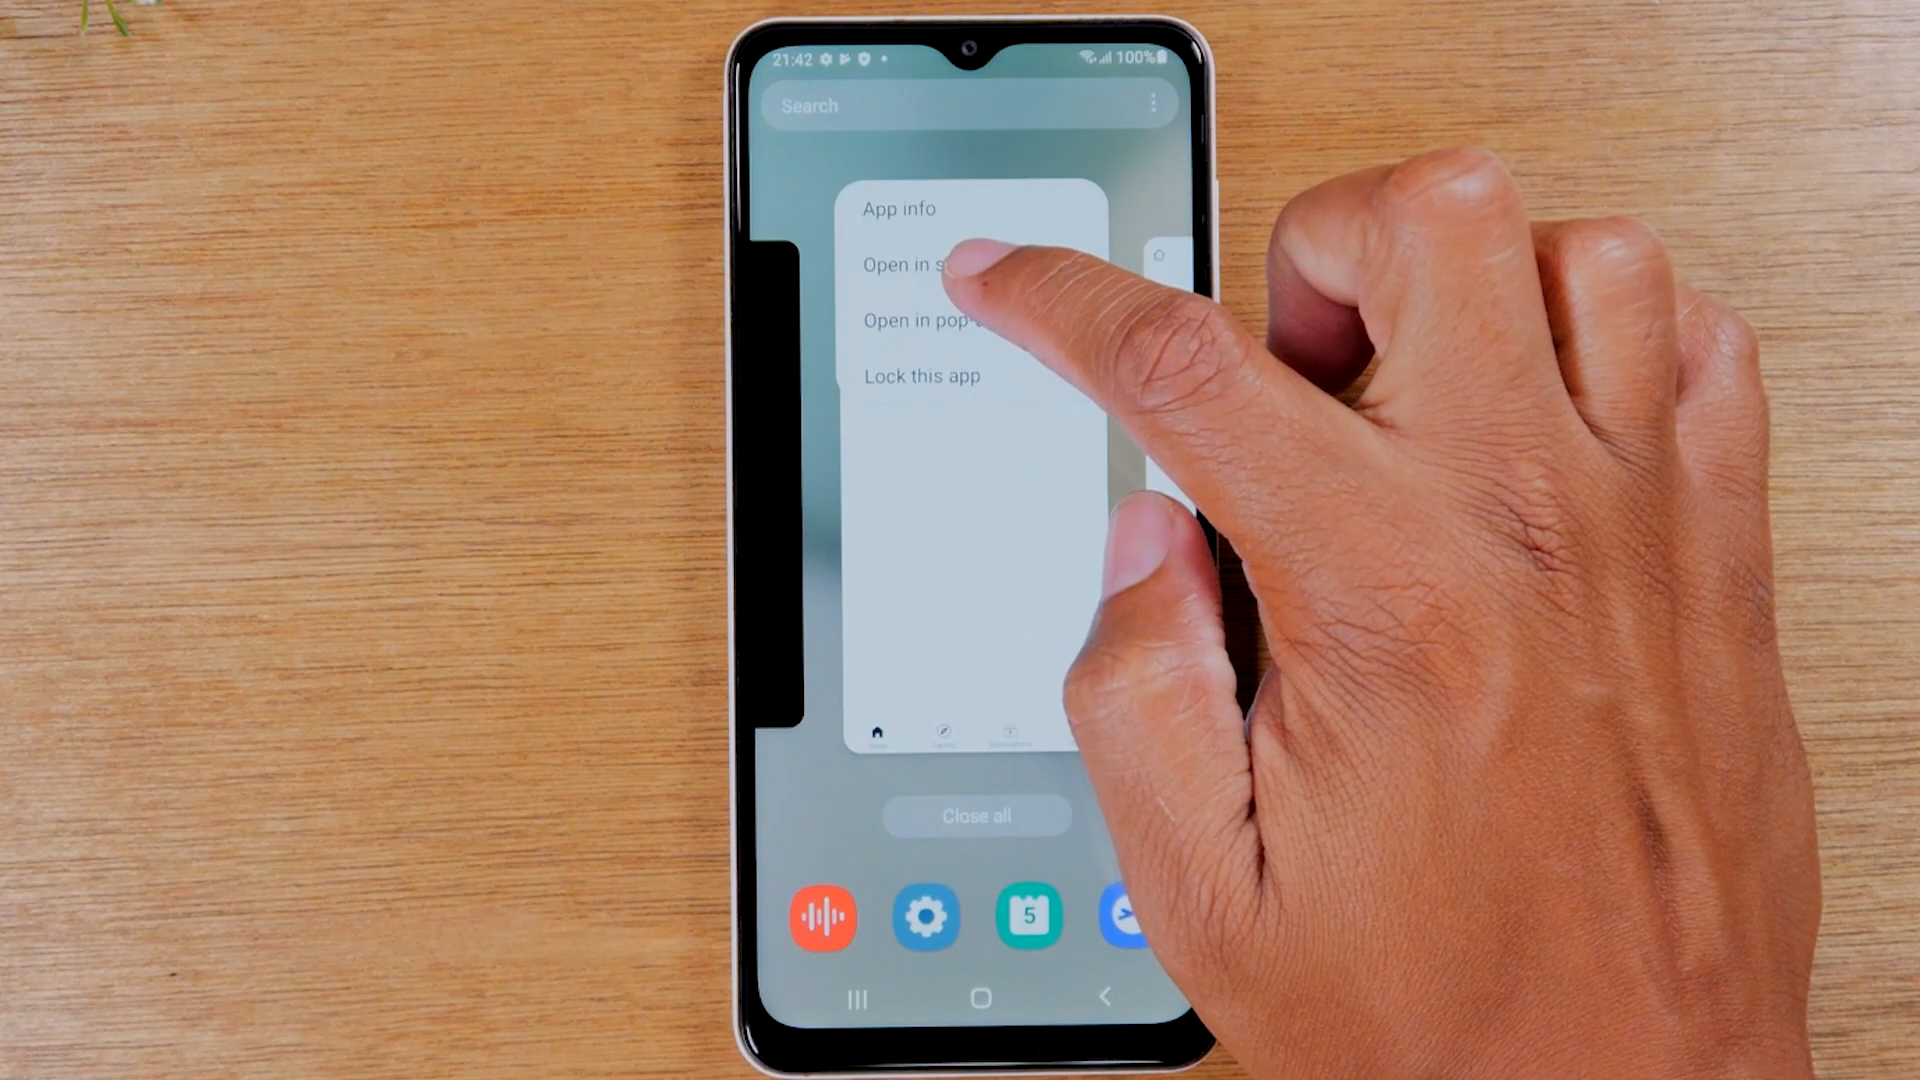 21:42 100%
Search
App info
Open in s
Open in pop-
Lock this app
Close all
5